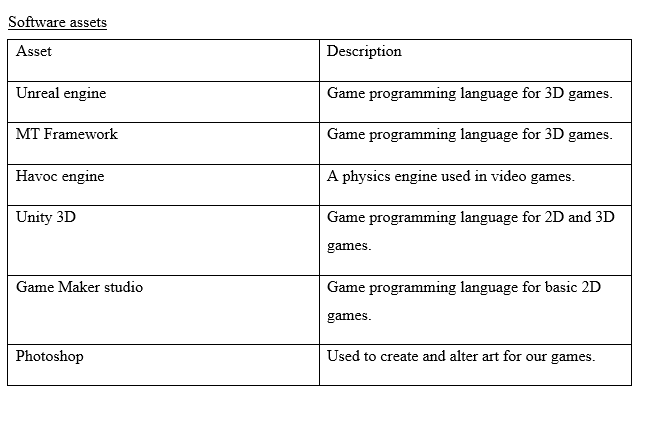 Software assets
Asset Description
Unreal engine Game programming language for 3D games.
MT Framework Game programming language for 3D games.
Havoc engine A physics engine used in video games.
Unity 3D Game programming language for 2D and 3D
games.
Game Maker studio Game programming language for basic 2D
games.
Photoshop Used to create and alter art for our games.